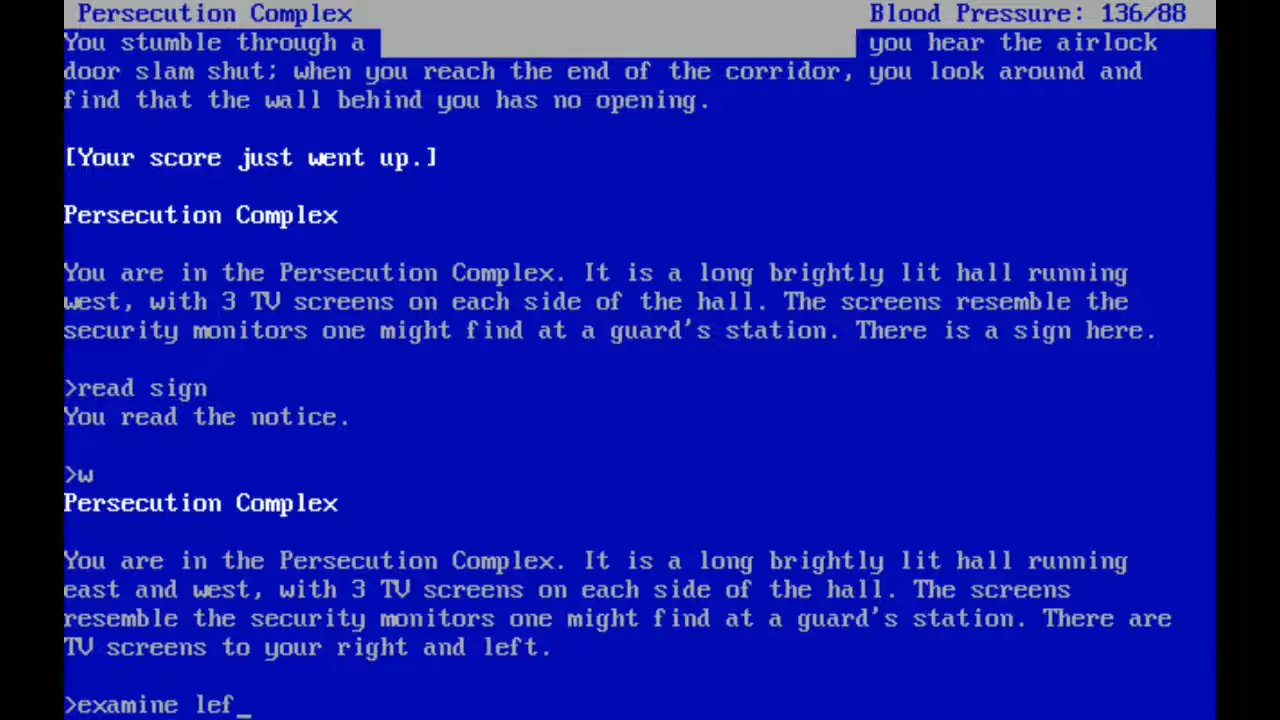 Persecution Complex Blood Pressure: 136/88
You stumble through a you hear the airlock
door slam shut; when you reach the end of the corridor, you look around and
find that the wall behind you has no opening.
[Your score just went up.]
Persecution Complex
You are in the Persecution Complex. It is a long brightly lit hall running
west, with 3 TV screens on each side of the hall. The screens resemble the
security monitors one might find at a guard's station. There is a sign here.
>read sign
You read the notice.
>w
Persecution Complex
You are in the Persecution Complex. It is a long brightly lit hall running
east and west, with 3 TV screens on each side of the hall. The screens
resemble the security monitors one might find at a guard's station. There are
TV screens to your right and left.
>examine lef_